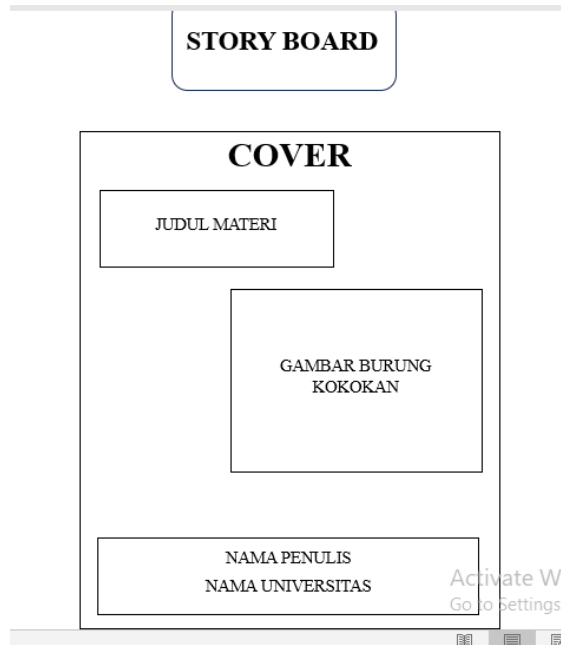 STORY BOARD
COVER
JUDUL MATERI
GAMBAR BURUNG
KOKOKAN
NAMA PENULIS
NAMA UNIVERSITAS
Activate W
Go to Settings